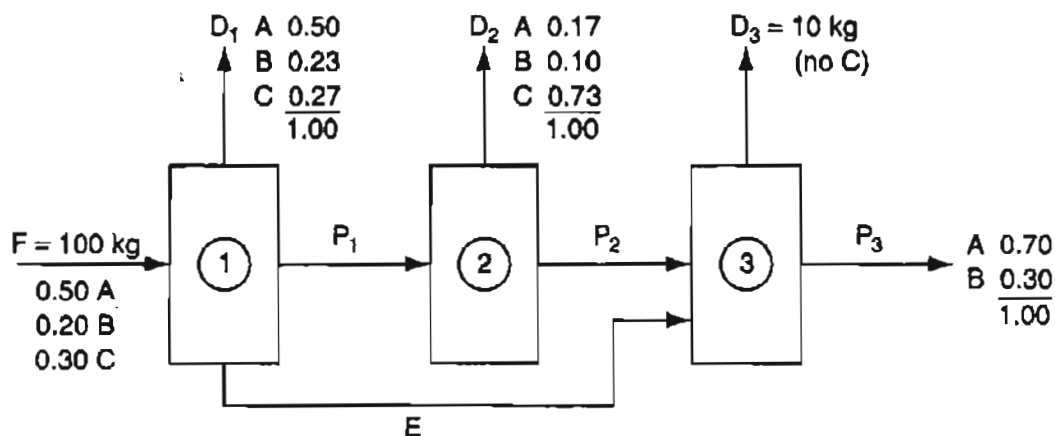 D₁ A 0.50
B 0.23
C 0.27
1.00
D₂ A 0.17
B 0.10
C 0.73
1.00
D₃ = 10 kg
(no C)
F = 100 kg
0.50 A
0.20 B
0.30 C
1
P₁
2
P₂
3
P₃
A 0.70
B 0.30
1.00
E